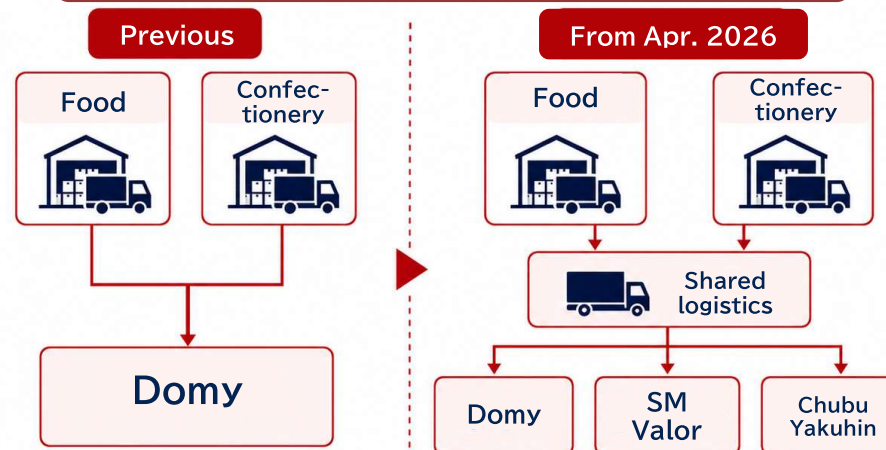 Previous
Food
Confec-
tionery
Domy
From Apr. 2026
Food
Confec-
tionery
Shared
logistics
Domy
SM
Valor
Chubu
Yakuhin